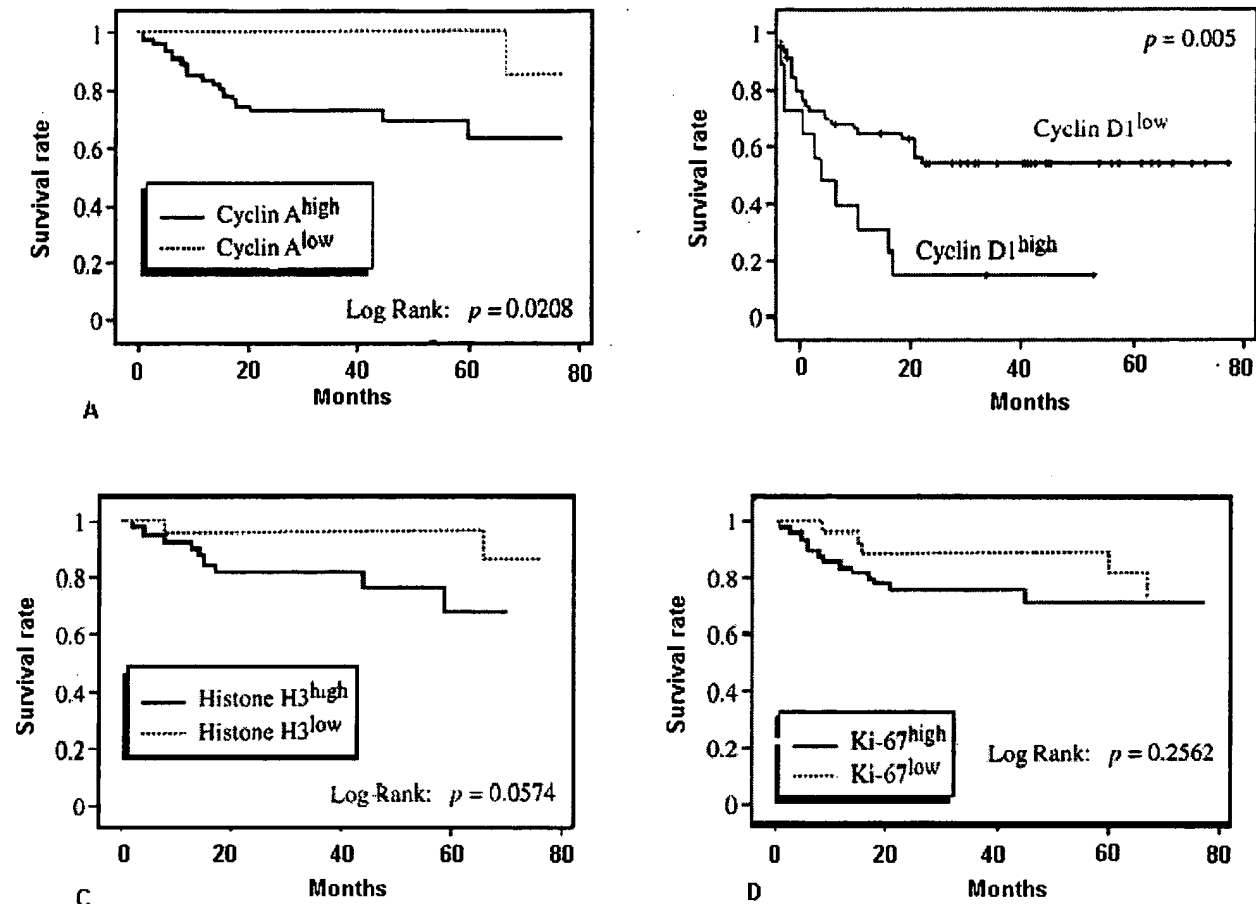 1
0.8
0.6
0.4
0.2
0
Survival rate
Cyclin A high
Cyclin A low
Log Rank: p = 0.0208
0 20 40 60 80
Months
A
p = 0.005
1
0.8
0.6
0.4
0.2
0
Survival rate
Cyclin D1 low
Cyclin D1 high
0 20 40 60 80
Months
1
0.8
0.6
0.4
0.2
0
Survival rate
Histone H3 high
Histone H3 low
Log Rank: p = 0.0574
0 20 40 60 80
Months
C
1
0.8
0.6
0.4
0.2
0
Survival rate
Ki-67 high
Ki-67 low
Log Rank: p = 0.2562
0 20 40 60 80
Months
D